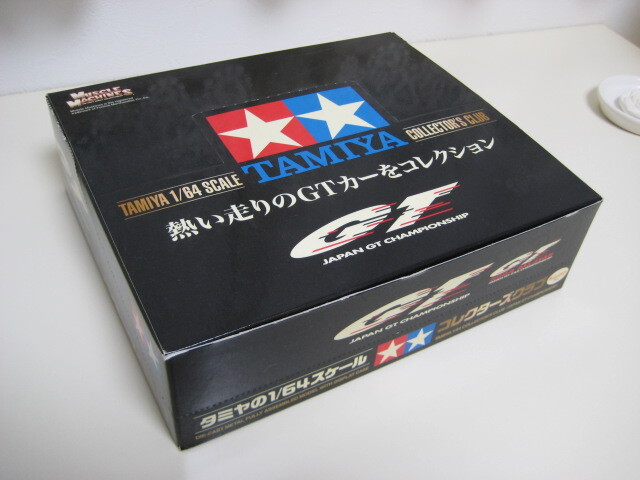 MUSCLE
MACHINES
TAMIYA
TAMIYA 1/64 SCALE
COLLECTOR'S CLUB
熱い走りのGTカーをコレクション
GT
JAPAN GT CHAMPIONSHIP
GT
JAPAN GT CHAMPIONSHIP
GT
タミヤの1/64スケール
コレクターズクラブ